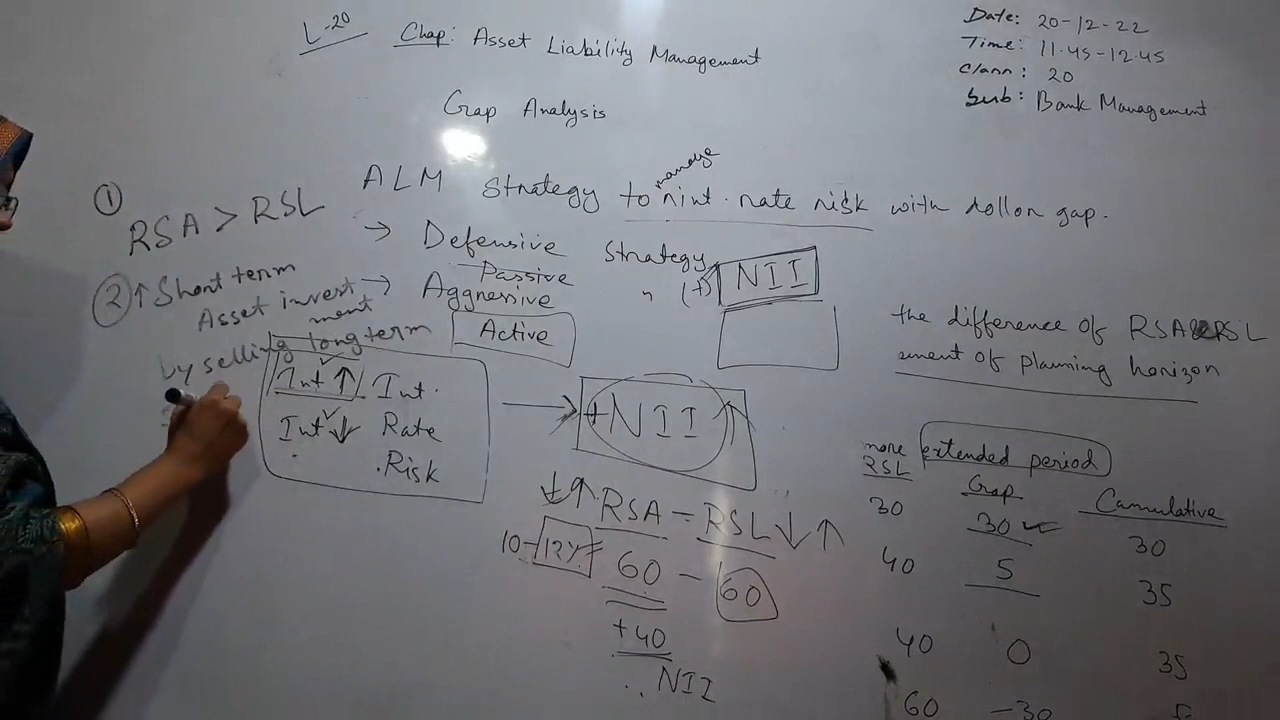 L-20
Chap: Asset Liability Management
Date: 20-12-22
Time: 11.45-12.45
Class: 20
Sub: Bank Management
Gap Analysis
①
RSA > RSL
ALM Strategy to manage int. rate risk with dollar gap.
→ Defensive Strategy
Passive
→ Aggressive " (+) NII
Active
② ↑ Short term
Asset invest
ment
by selling long term
Int ↑ Int.
Int ↓ Rate
.Risk
→ + NII ↑
↓↑ RSA - RSL ↓ ↑
10-12%
60 - 60
+40
the difference of RSA & RSL
ement of planning horizon
extended period
more RSL Gap Cammulative
30 30 30
40 5 35
40 0 35
60 -30 5